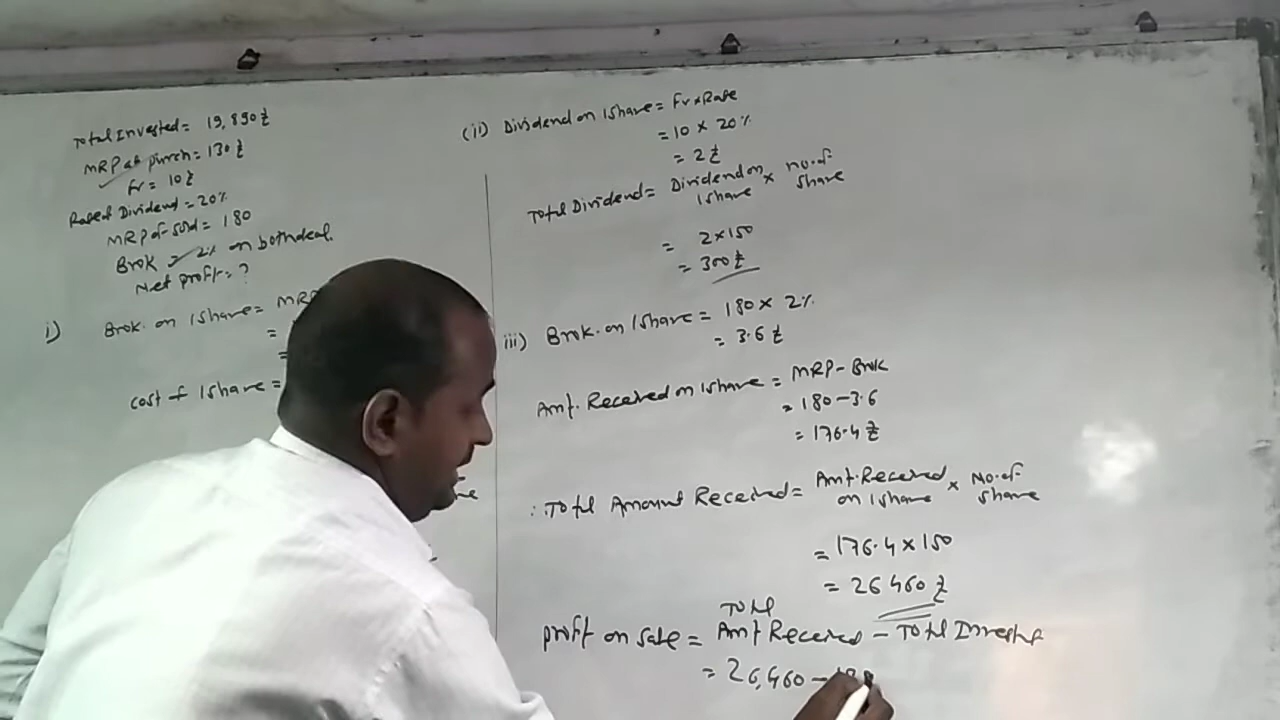 Total Invested = 19,890 ₹
MRP at purch = 130 ₹
Fv = 10 ₹
Rate of Dividend = 20%
MRP of sold = 180
Brok = 2% on both deal.
Net profit = ?
i) Brok. on 1 share = MRP
=
=
cost of 1 share =
(ii) Dividend on 1 share = Fv × Rate
= 10 × 20%
= 2 ₹
Total Dividend = Dividend on 1 share × No. of share
= 2 × 150
= 300 ₹
iii) Brok. on 1 share = 180 × 2%
= 3.6 ₹
Amt. Received on 1 share = MRP - Brok
= 180 - 3.6
= 176.4 ₹
: Total Amount Received = Amt. Received on 1 share × No. of share
= 176.4 × 150
= 26460 ₹
profit on sale = Total Amt Received - Total Invested
= 26,460 -